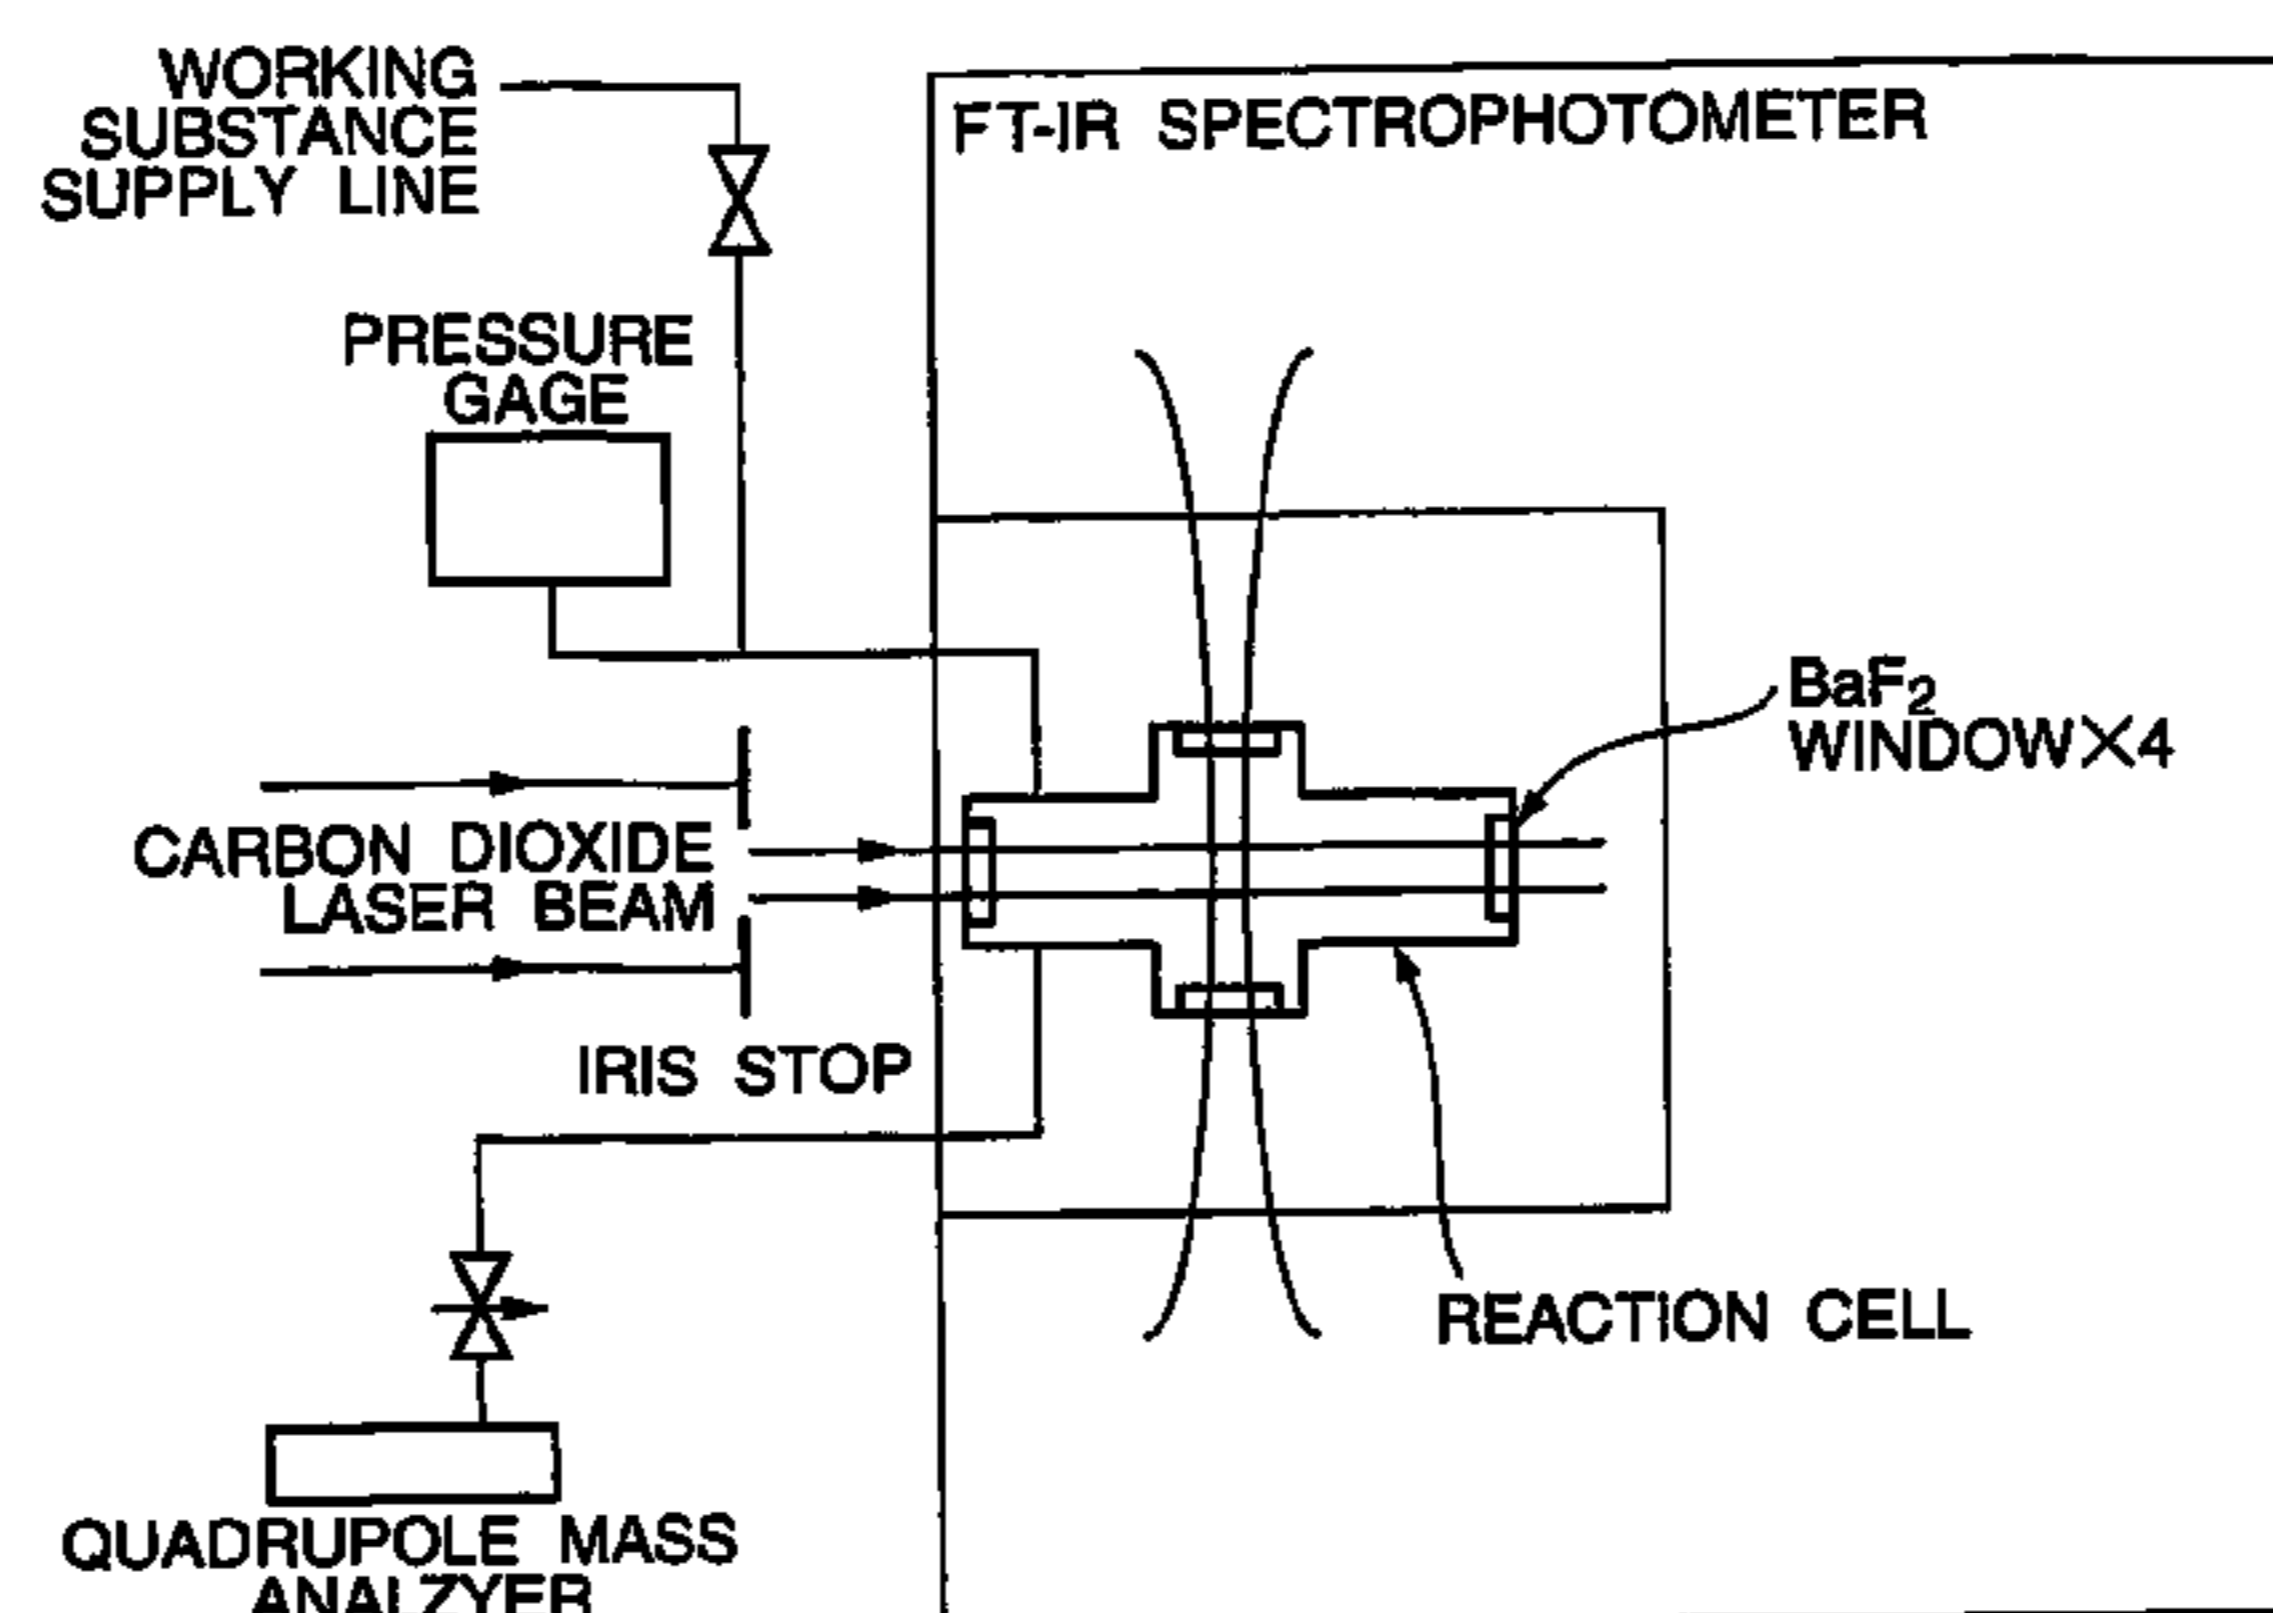 WORKING
SUBSTANCE
SUPPLY LINE
FT-IR SPECTROPHOTOMETER
PRESSURE
GAGE
BaF₂
WINDOW×4
CARBON DIOXIDE
LASER BEAM
IRIS STOP
REACTION CELL
QUADRUPOLE MASS
ANALZYER